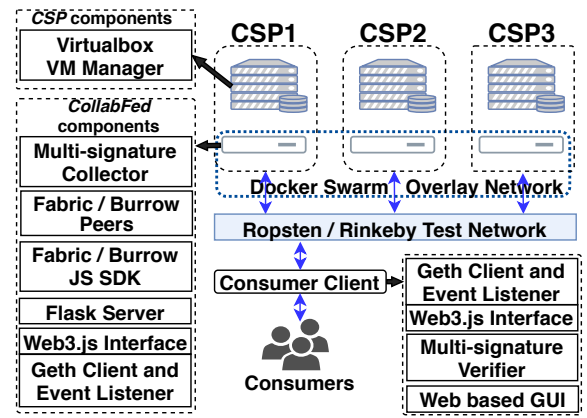 CSP components
Virtualbox
VM Manager
CollabFed
components
Multi-signature
Collector
Fabric / Burrow
Peers
Fabric / Burrow
JS SDK
Flask Server
Web3.js Interface
Geth Client and
Event Listener
CSP1
CSP2
CSP3
Docker Swarm Overlay Network
Ropsten / Rinkeby Test Network
Consumer Client
Consumers
Geth Client and
Event Listener
Web3.js Interface
Multi-signature
Verifier
Web based GUI